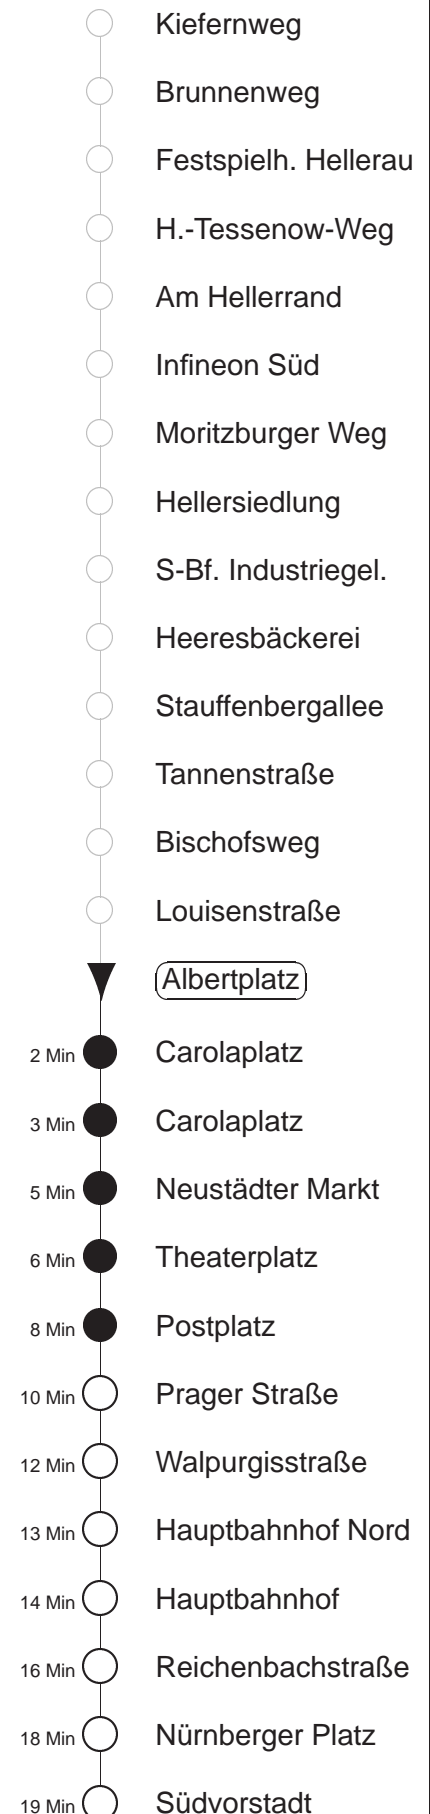 Kiefernweg
Brunnenweg
Festspielh. Hellerau
H.-Tessenow-Weg
Am Hellerrand
Infineon Süd
Moritzburger Weg
Hellersiedlung
S-Bf. Industriegel.
Heeresbäckerei
Stauffenbergallee
Tannenstraße
Bischofsweg
Louisenstraße
Albertplatz
2 Min Carolaplatz
3 Min Carolaplatz
5 Min Neustädter Markt
6 Min Theaterplatz
8 Min Postplatz
10 Min Prager Straße
12 Min Walpurgisstraße
13 Min Hauptbahnhof Nord
14 Min Hauptbahnhof
16 Min Reichenbachstraße
18 Min Nürnberger Platz
19 Min Südvorstadt